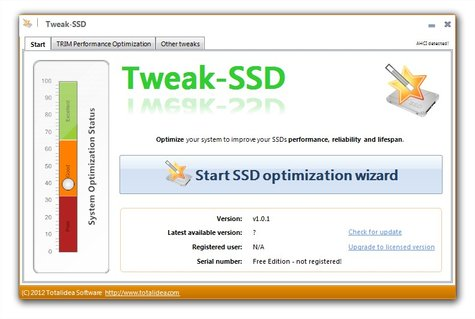 Tweak-SSD
Start TRIM Performance Optimization Other tweaks
AHCI detected!
Tweak-SSD
100
90
80
70
60
50
40
30
20
10
0
Excellent
Good
Poor
System Optimization Status
Optimize your system to improve your SSDs performance, reliability and lifespan.
Start SSD optimization wizard
Version: v1.0.1
Latest available version: ? Check for update
Registered user: N/A Upgrade to licensed version
Serial number: Free Edition - not registered!
(C) 2012 Totalidea Software http://www.totalidea.com